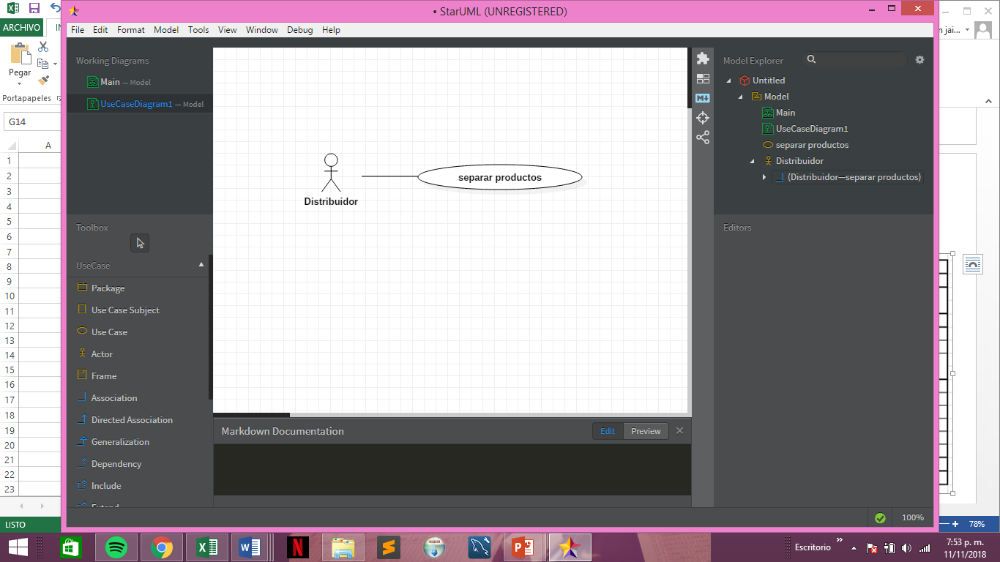 • StarUML (UNREGISTERED)
ARCHIVO
n jai...
File Edit Format Model Tools View Window Debug Help
Pegar
Portapapeles
G14
A
1
2
3
4
5
6
7
8
9
10
11
12
13
14
15
16
17
18
19
20
21
22
23
LISTO
Working Diagrams
Main — Model
UseCaseDiagram1 — Model
Toolbox
UseCase
Package
Use Case Subject
Use Case
Actor
Frame
Association
Directed Association
Generalization
Dependency
Include
Extend
Distribuidor
separar productos
Markdown Documentation
Edit Preview
M+
Model Explorer
Untitled
Model
Main
UseCaseDiagram1
separar productos
Distribuidor
(Distribuidor—separar productos)
Editors
100%
78%
Escritorio
7:53 p. m.
11/11/2018